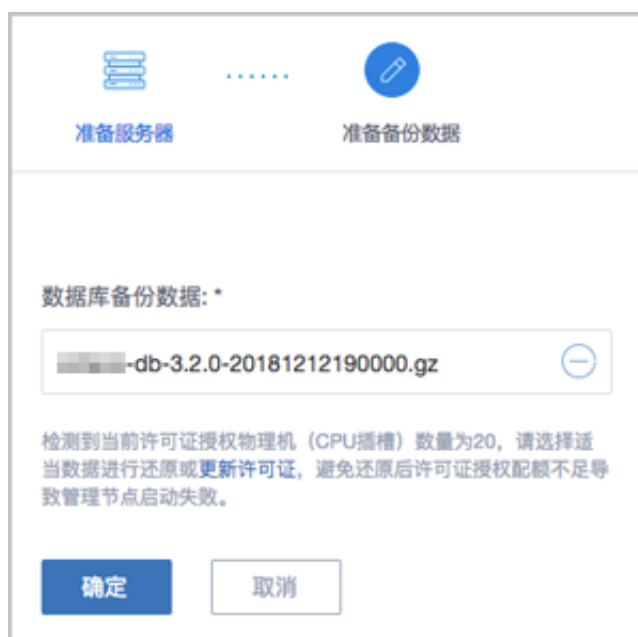 准备服务器
准备备份数据
数据库备份数据: *
-db-3.2.0-20181212190000.gz
检测到当前许可证授权物理机（CPU插槽）数量为20，请选择适
当数据进行还原或更新许可证，避免还原后许可证授权配额不足导
致管理节点启动失败。
确定
取消